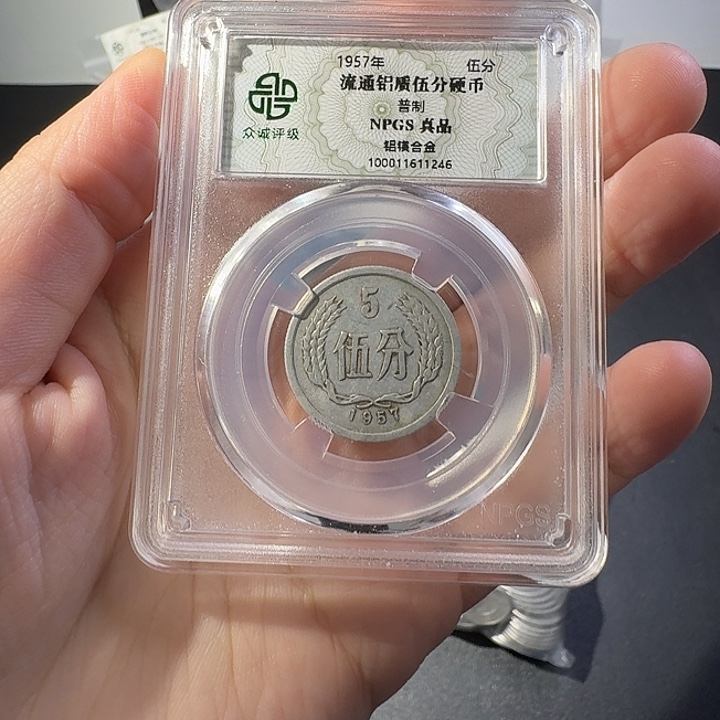 1957年 伍分
流通铝质伍分硬币
普制
众诚评级
NPGS 真品
铝镁合金
100011611246
5
伍分
1957
NPGS